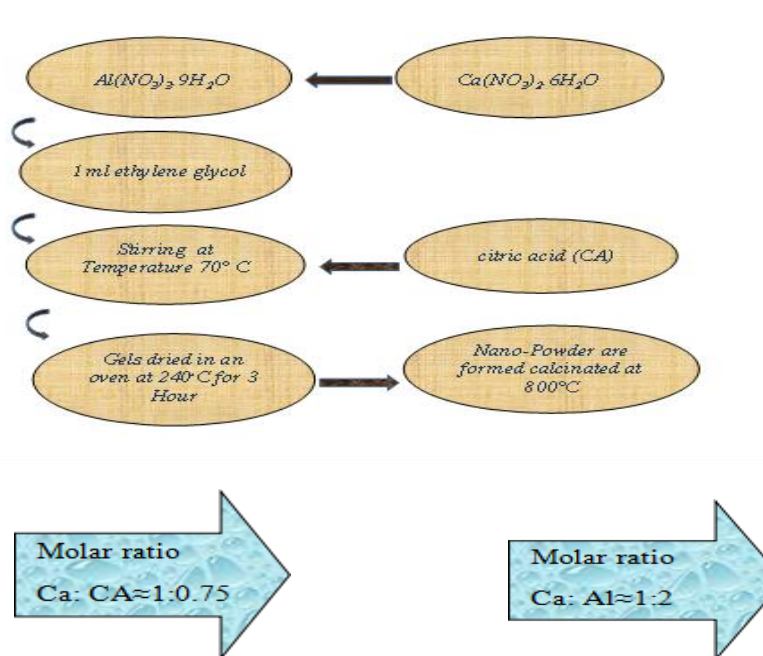 Al(NO3)3 9H2O
Ca(NO3)2 6H2O
1ml ethylene glycol
Stirring at
Temperature 70° C
citric acid (CA)
Gels dried in an
oven at 240°C for 3
Hour
Nano-Powder are
formed calcinated at
800°C
Molar ratio
Ca: CA≈1:0.75
Molar ratio
Ca: Al≈1:2